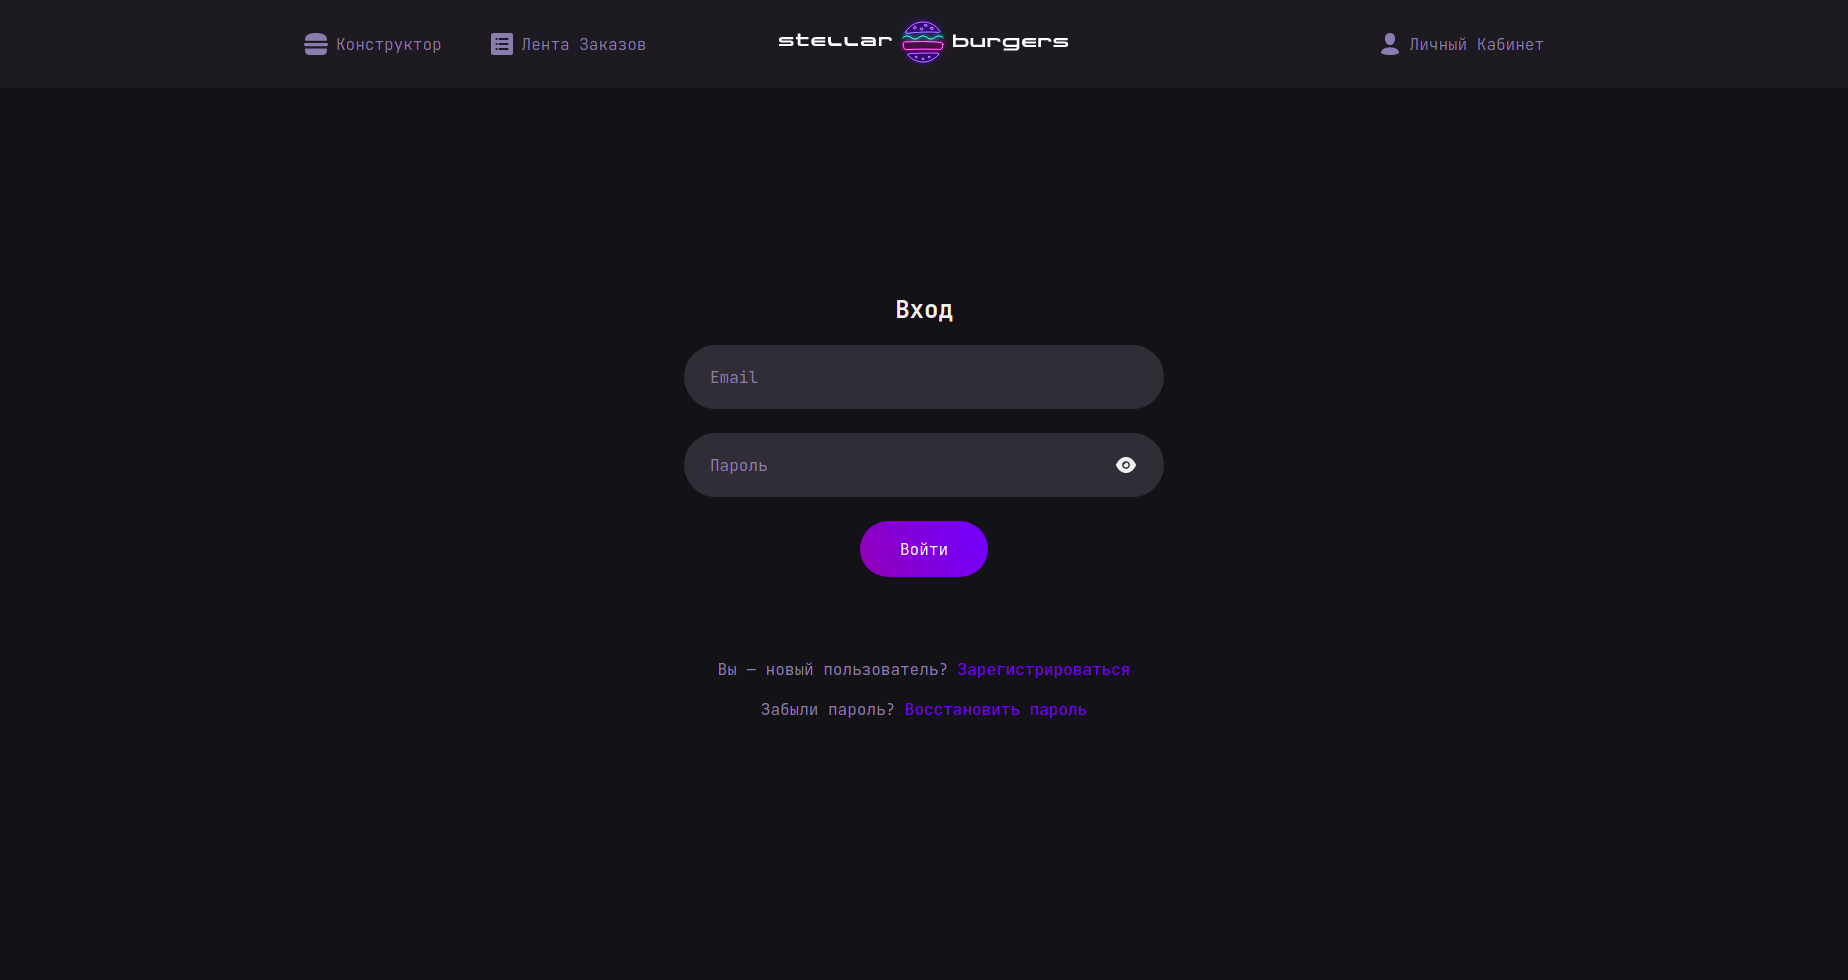 Конструктор
Лента Заказов
stellar burgers
Личный Кабинет
Вход
Email
Пароль
Войти
Вы — новый пользователь? Зарегистрироваться
Забыли пароль? Восстановить пароль